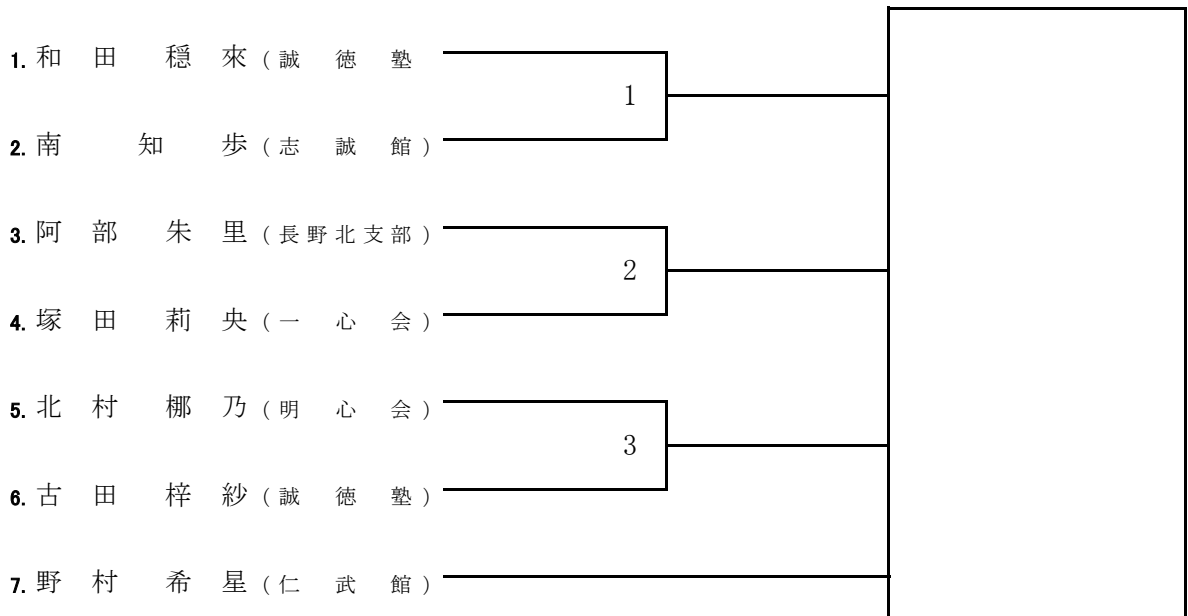 1. 和田 穏來 (誠徳塾
1
2. 南 知歩 (志誠館)
3. 阿部 朱里 (長野北支部)
2
4. 塚田 莉央 (一心会)
5. 北村 梛乃 (明心会)
3
6. 古田 梓紗 (誠徳塾)
7. 野村 希星 (仁武館)